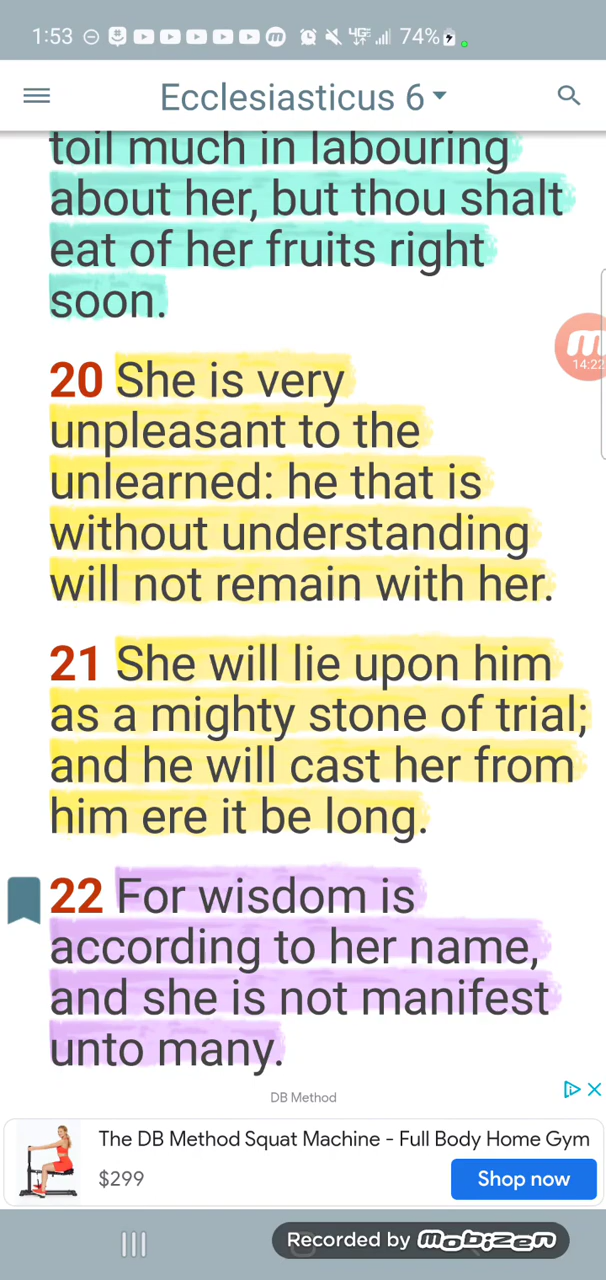 1:53 4G 74%
Ecclesiasticus 6
toil much in labouring
about her, but thou shalt
eat of her fruits right
soon.
m
14:22
20 She is very
unpleasant to the
unlearned: he that is
without understanding
will not remain with her.
21 She will lie upon him
as a mighty stone of trial;
and he will cast her from
him ere it be long.
22 For wisdom is
according to her name,
and she is not manifest
unto many.
DB Method
The DB Method Squat Machine - Full Body Home Gym
$299
Shop now
Recorded by mobizen